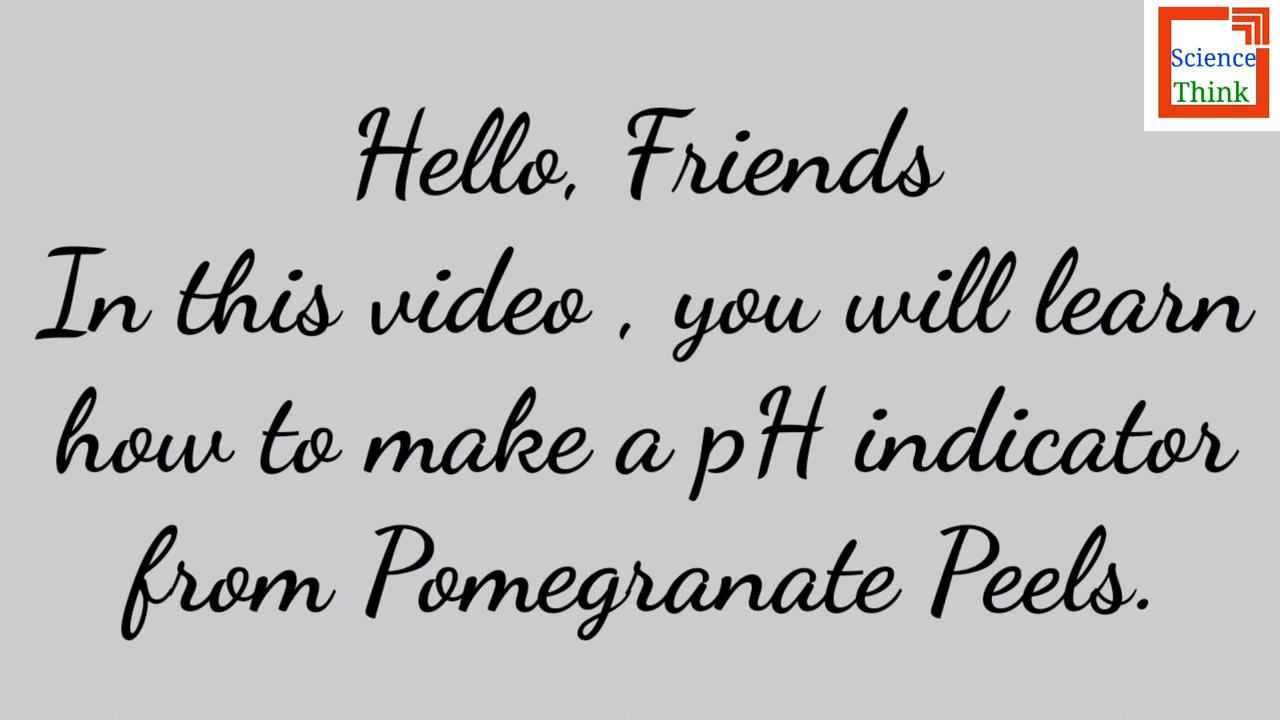 Science
Think
Hello, Friends
In this video , you will learn
how to make a pH indicator
from Pomegranate Peels.